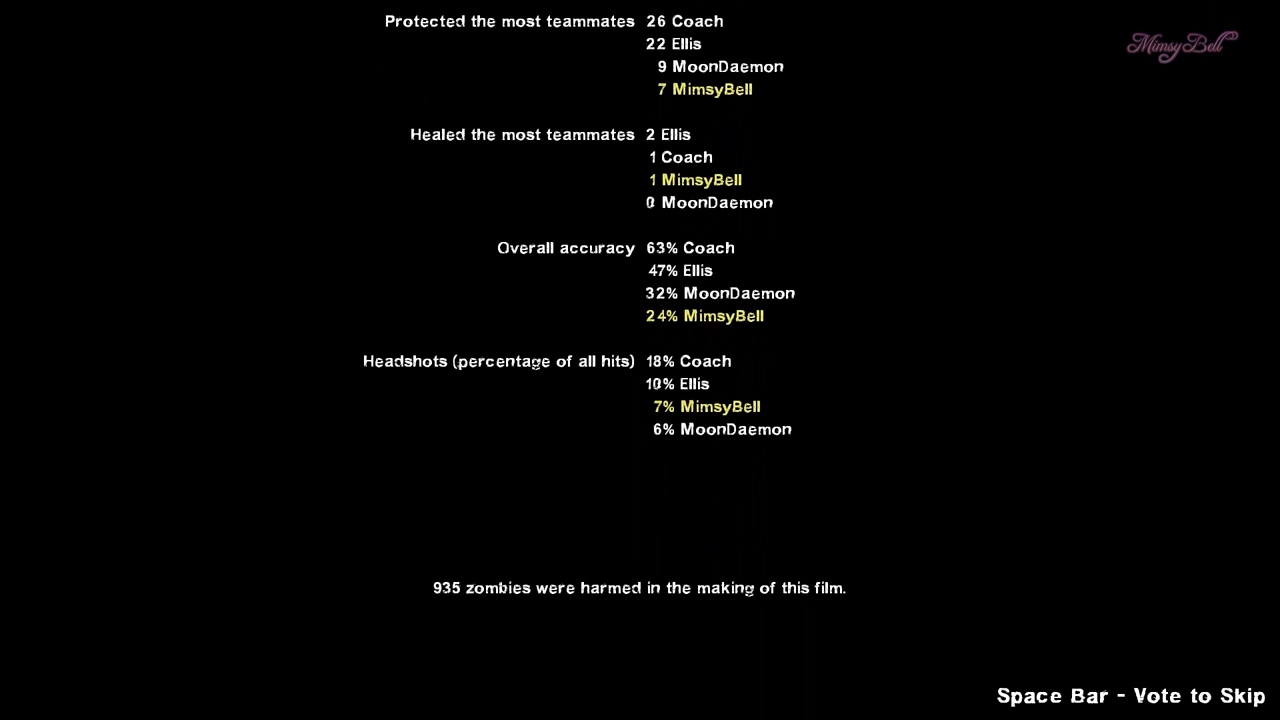 Protected the most teammates 26 Coach
22 Ellis
9 MoonDaemon
7 MimsyBell
Healed the most teammates 2 Ellis
1 Coach
1 MimsyBell
0 MoonDaemon
Overall accuracy 63% Coach
47% Ellis
32% MoonDaemon
24% MimsyBell
Headshots (percentage of all hits) 18% Coach
10% Ellis
7% MimsyBell
6% MoonDaemon
935 zombies were harmed in the making of this film.
Space Bar - Vote to Skip
MimsyBell